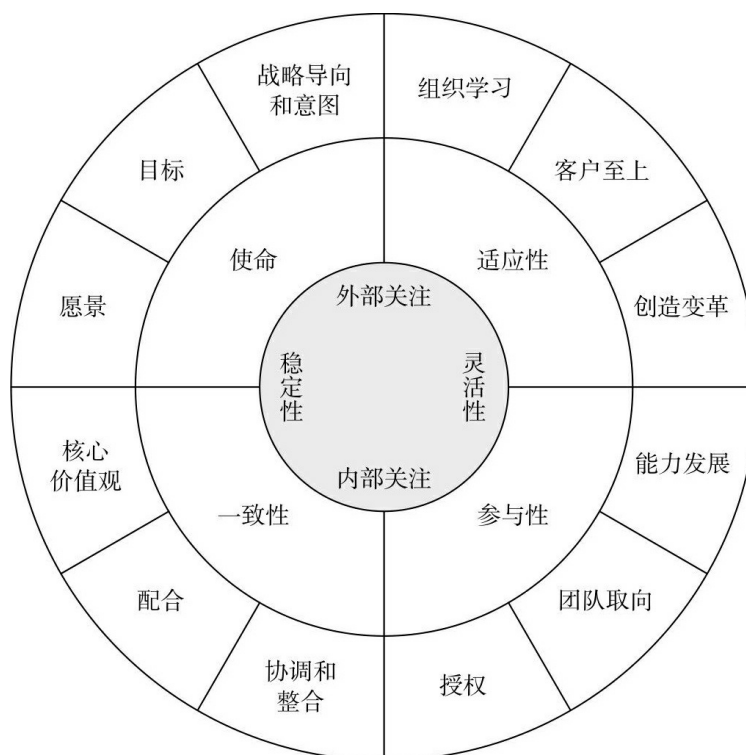 战略导向
和意图
组织学习
目标
客户至上
使命
适应性
愿景
外部关注
创造变革
稳定性
灵活性
核心
价值观
内部关注
能力发展
一致性
参与性
配合
团队取向
协调和
整合
授权